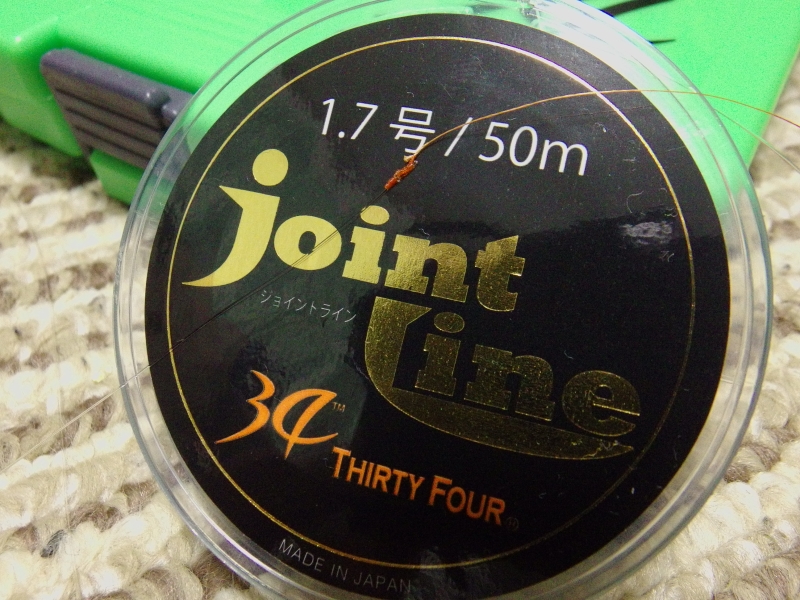 1.7 号 / 50m
joint
ジョイントライン
Line
34™
THIRTY FOUR®
MADE IN JAPAN